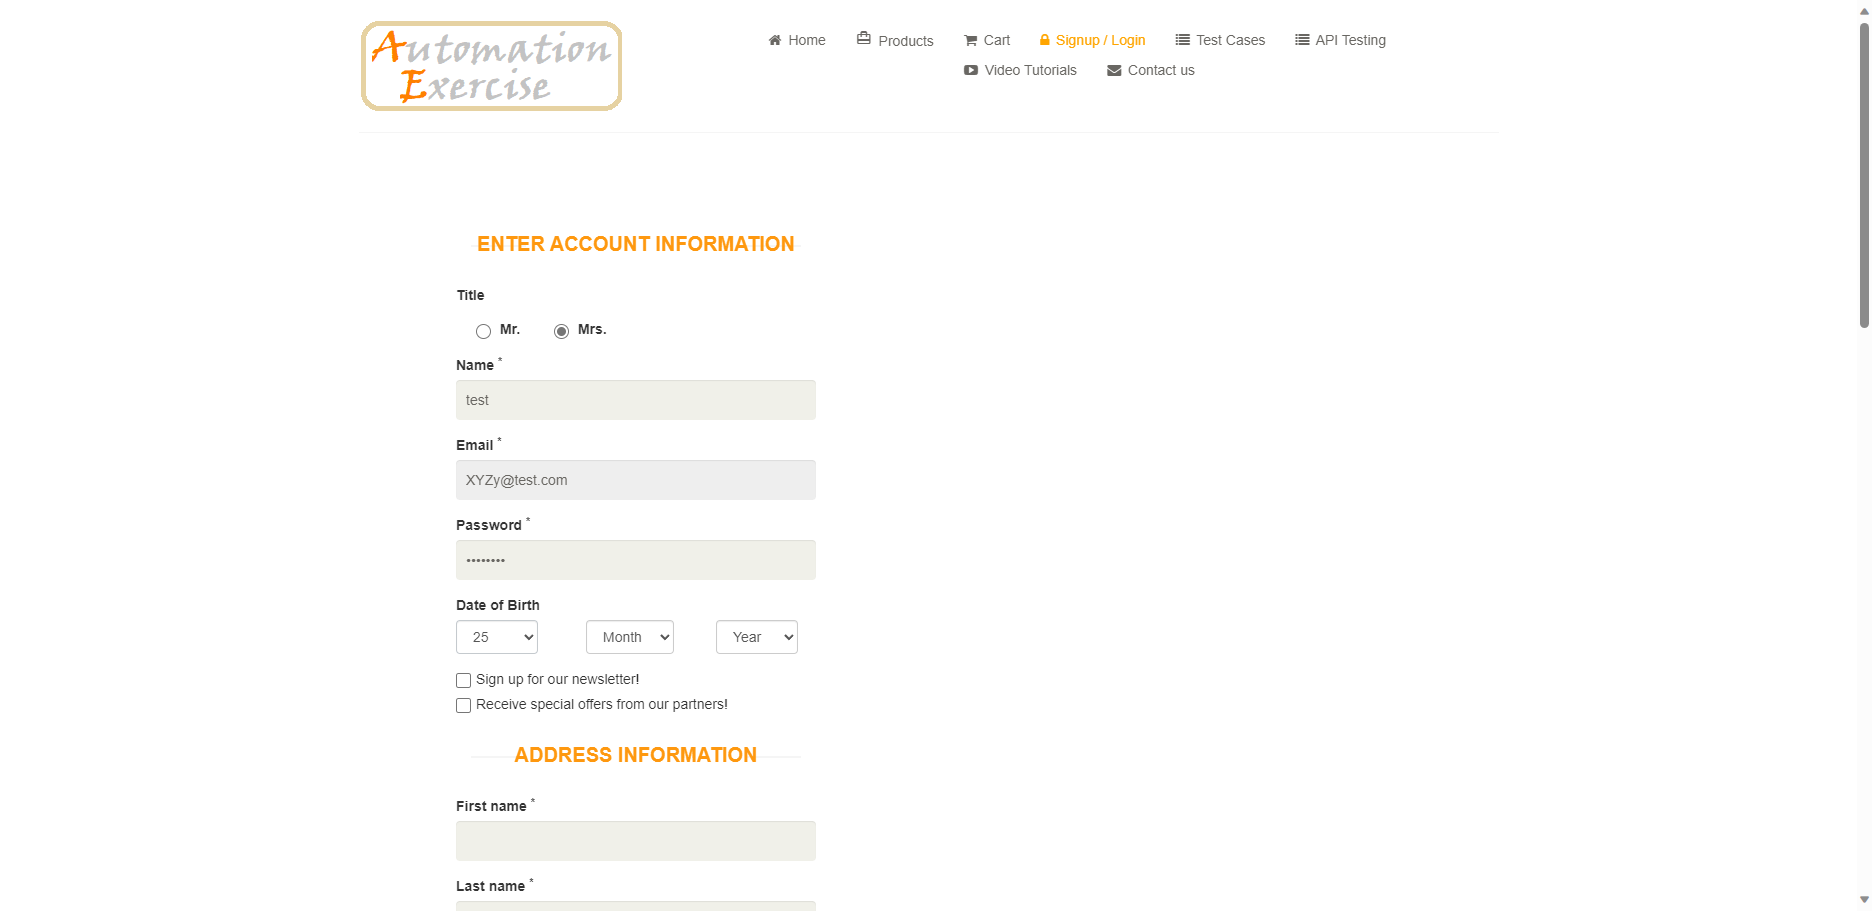 Automation
Exercise
Home
Products
Cart
Signup / Login
Test Cases
API Testing
Video Tutorials
Contact us
ENTER ACCOUNT INFORMATION
Title
Mr.
Mrs.
Name *
test
Email *
XYZy@test.com
Password *
••••••••
Date of Birth
25
Month
Year
Sign up for our newsletter!
Receive special offers from our partners!
ADDRESS INFORMATION
First name *
Last name *